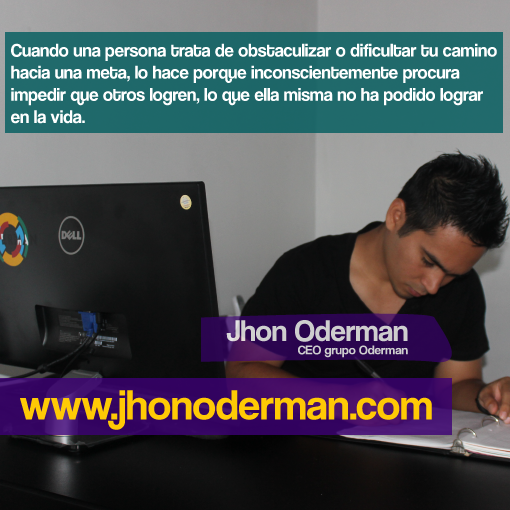 Cuando una persona trata de obstaculizar o dificultar tu camino
hacia una meta, lo hace porque inconscientemente procura
impedir que otros logren, lo que ella misma no ha podido lograr
en la vida.
DELL
Jhon Oderman
CEO grupo Oderman
www.jhonoderman.com